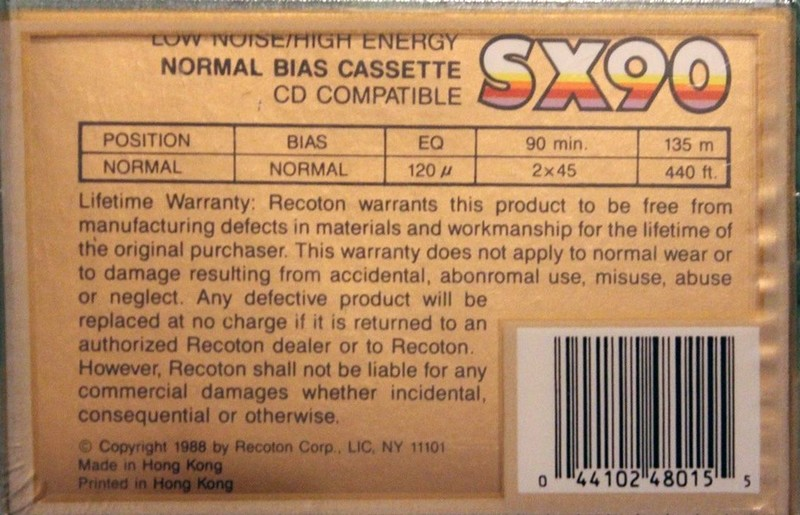 LOW NOISE/HIGH ENERGY
NORMAL BIAS CASSETTE
CD COMPATIBLE
SX90
POSITION BIAS EQ 90 min. 135 m
NORMAL NORMAL 120 μ 2x45 440 ft.
Lifetime Warranty: Recoton warrants this product to be free from
manufacturing defects in materials and workmanship for the lifetime of
the original purchaser. This warranty does not apply to normal wear or
to damage resulting from accidental, abonromal use, misuse, abuse
or neglect. Any defective product will be
replaced at no charge if it is returned to an
authorized Recoton dealer or to Recoton.
However, Recoton shall not be liable for any
commercial damages whether incidental,
consequential or otherwise.
© Copyright 1988 by Recoton Corp., LIC, NY 11101
Made in Hong Kong
Printed in Hong Kong
0 44102 48015 5